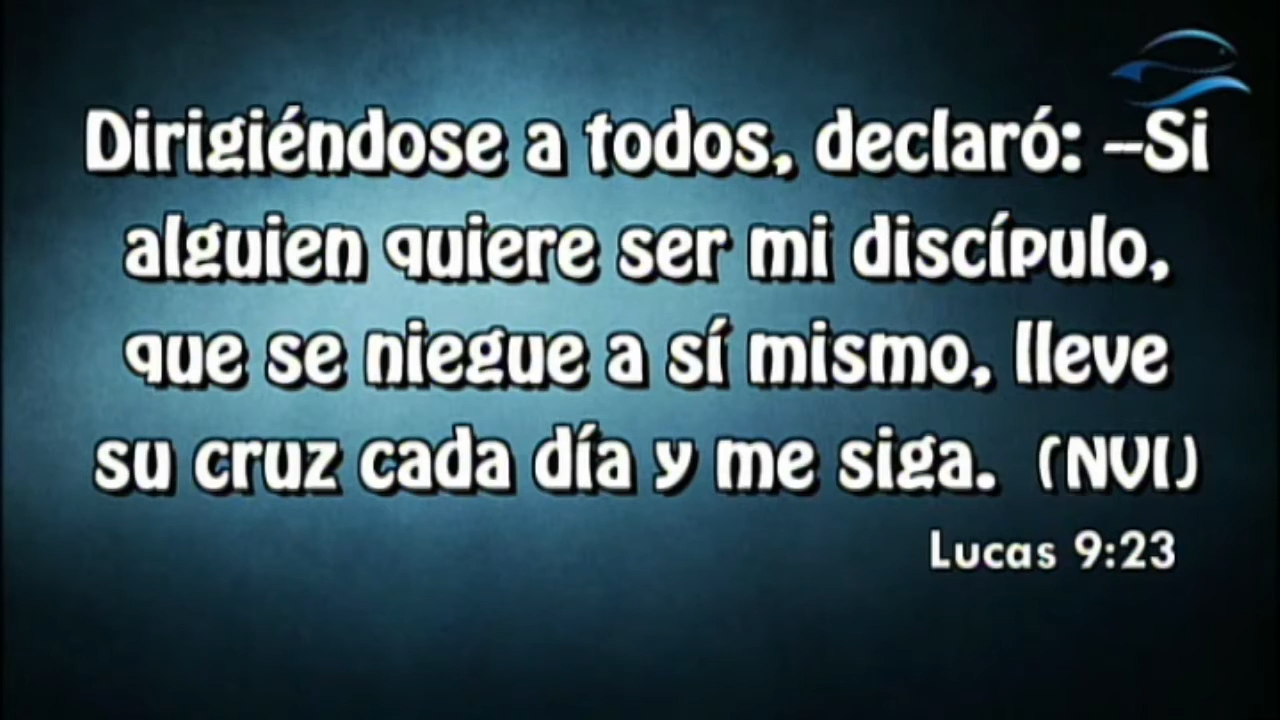 Dirigiéndose a todos, declaró: —Si
alguien quiere ser mi discípulo,
que se niegue a sí mismo, lleve
su cruz cada día y me siga. (NVI)
Lucas 9:23